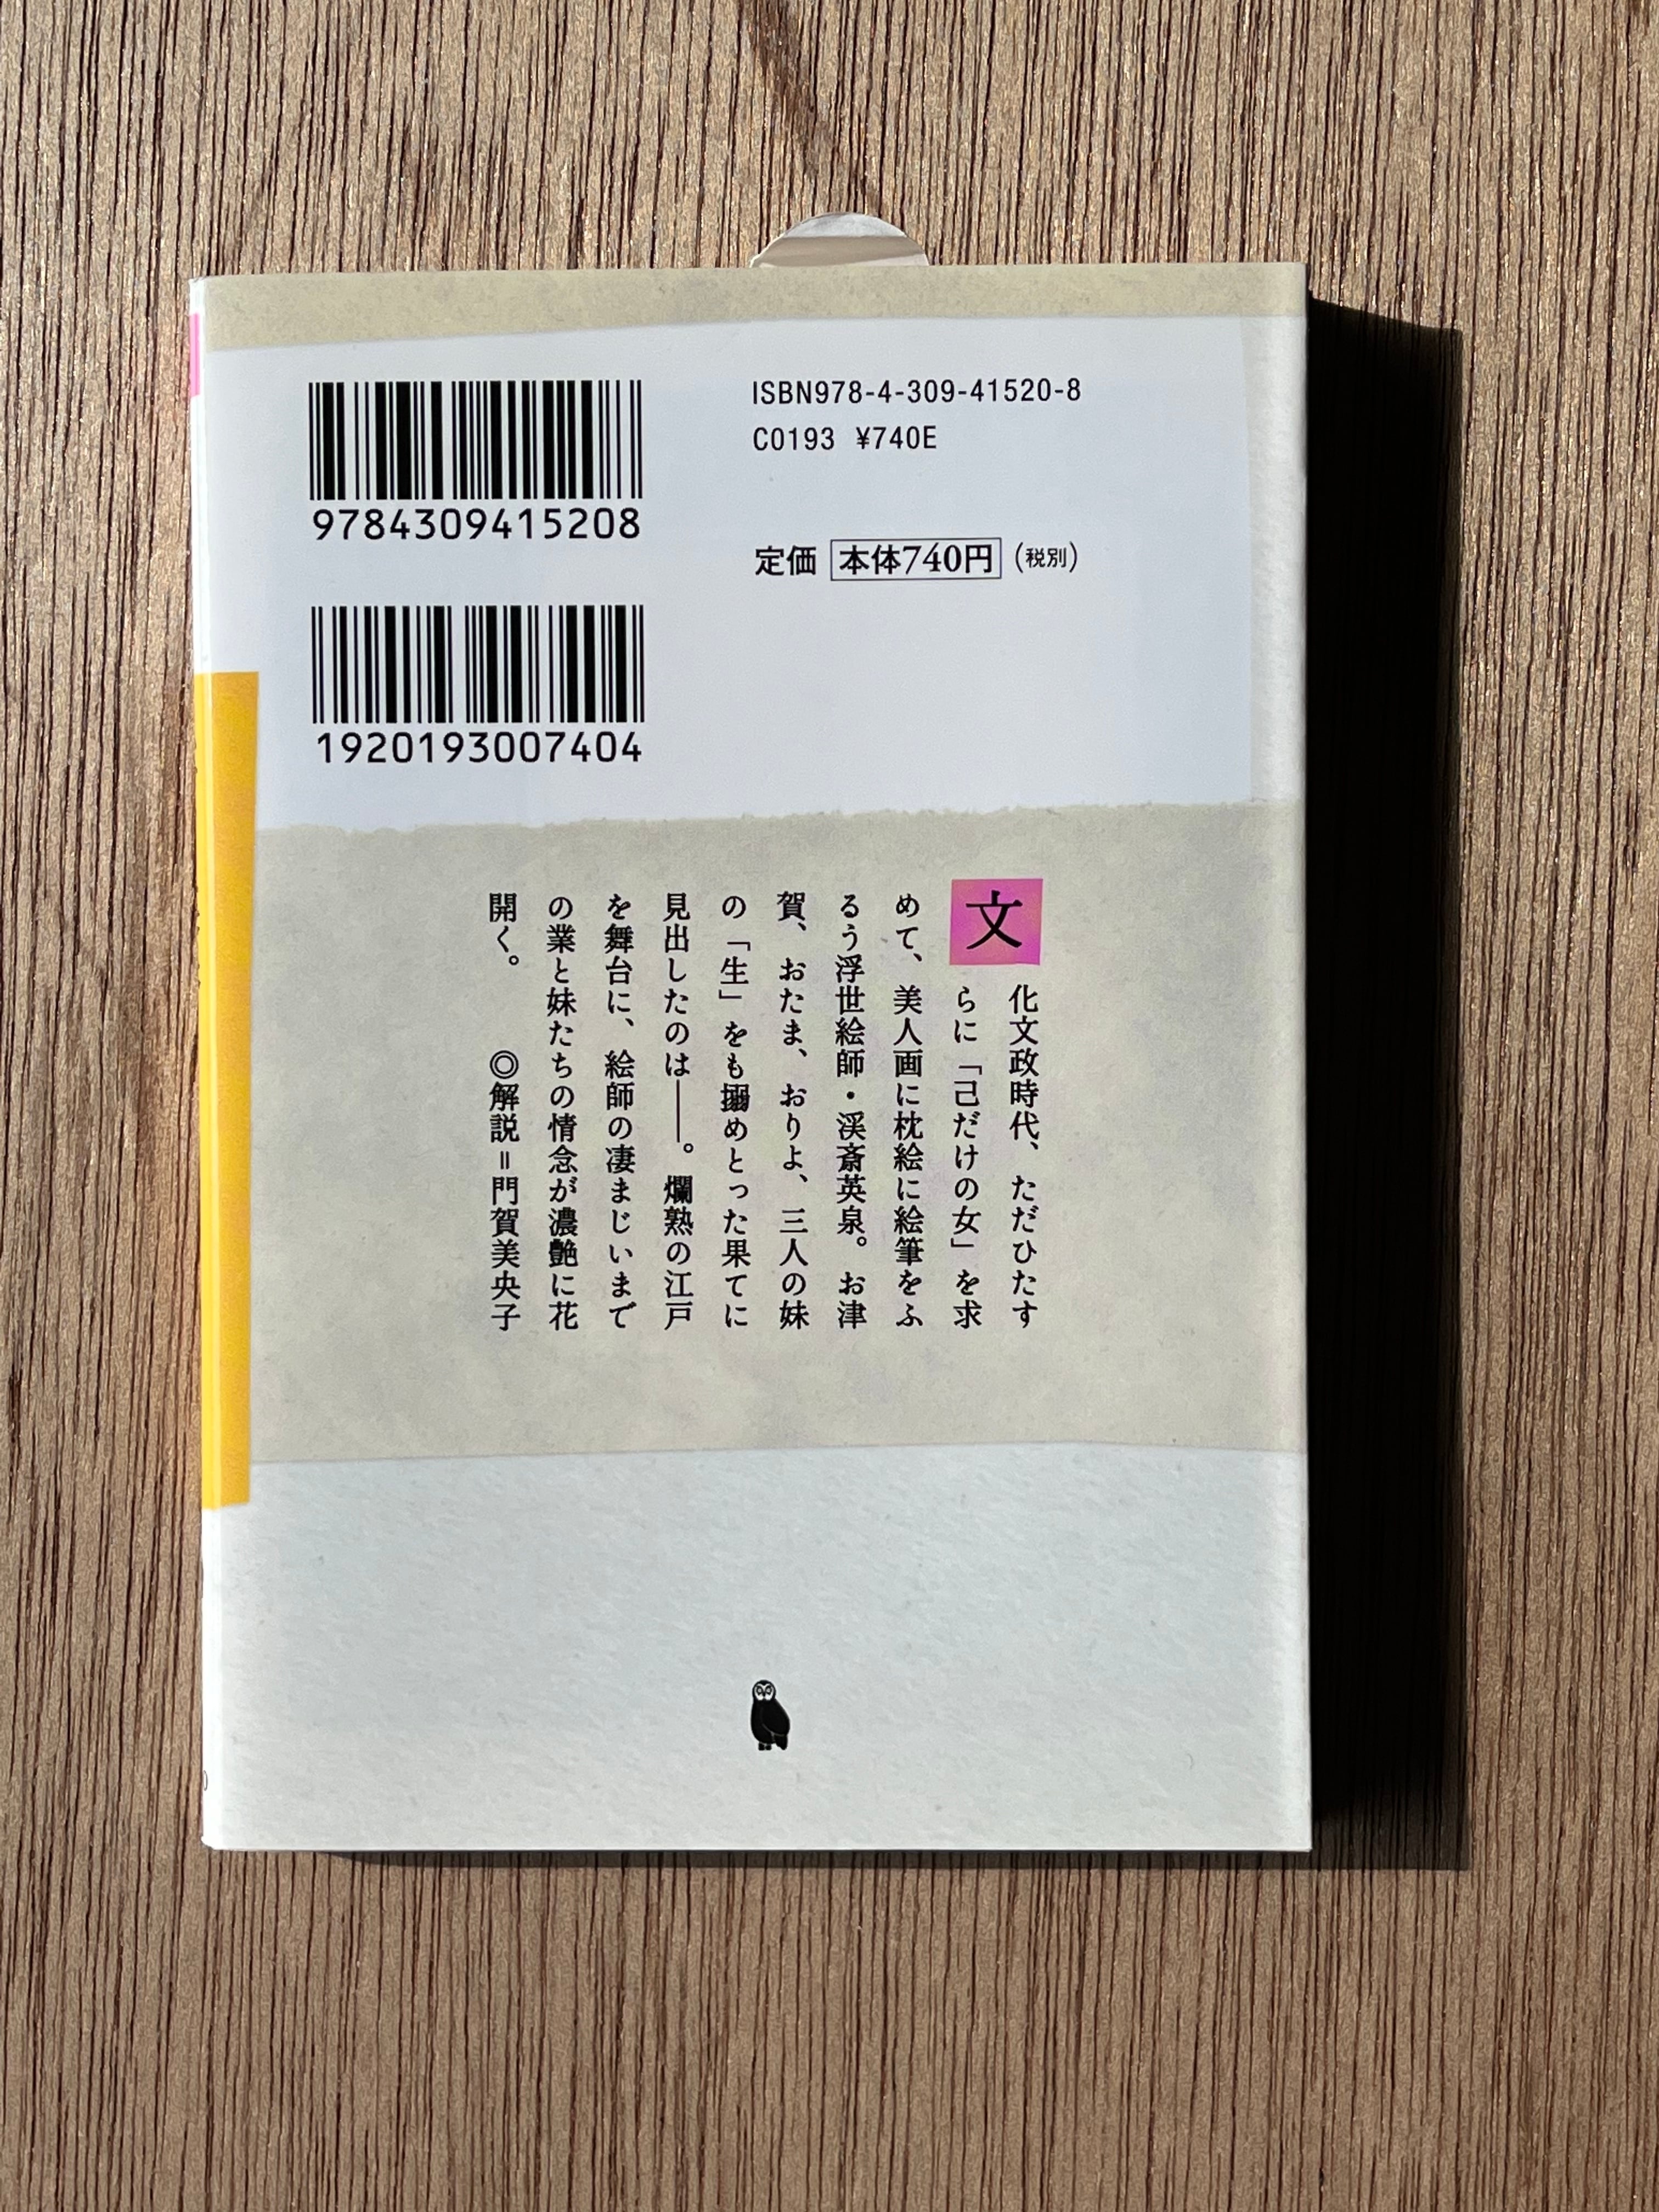 9784309415208
1920193007404
ISBN978-4-309-41520-8
C0193 ¥740E
定価 本体740円(税別)
文化文政時代、ただひたす
らに「己だけの女」を求
めて、美人画に枕絵に絵筆をふ
るう浮世絵師・渓斎英泉。お津
賀、おたま、おりよ、三人の妹
の「生」をも搦めとった果てに
見出したのは――。爛熟の江戸
を舞台に、絵師の凄まじいまで
の業と妹たちの情念が濃艶に花
開く。 ◎解説=門賀美央子